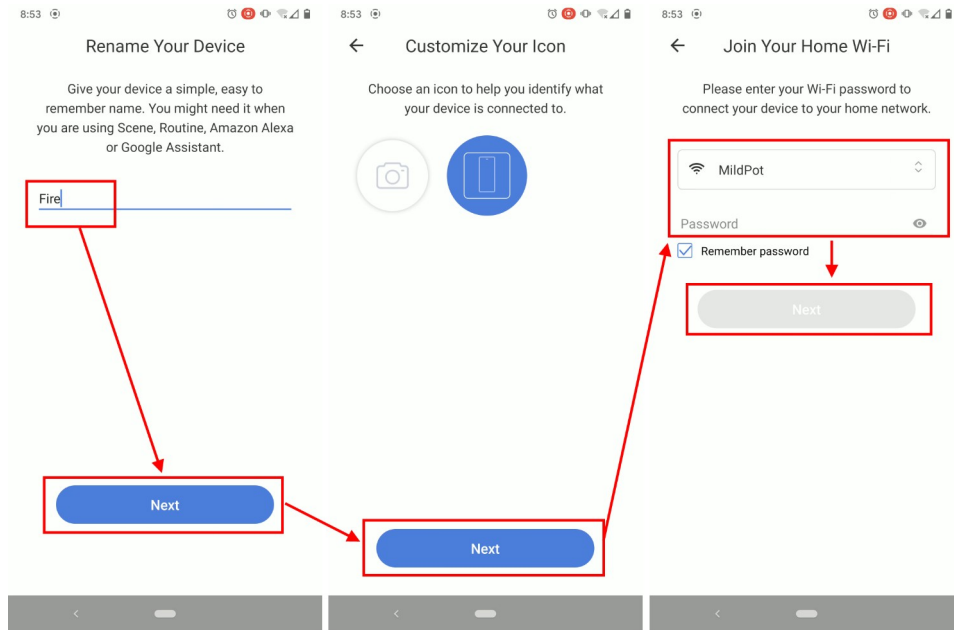 8:53
Rename Your Device
Give your device a simple, easy to
remember name. You might need it when
you are using Scene, Routine, Amazon Alexa
or Google Assistant.
Fire
Next
8:53
Customize Your Icon
Choose an icon to help you identify what
your device is connected to.
Next
8:53
Join Your Home Wi-Fi
Please enter your Wi-Fi password to
connect your device to your home network.
MildPot
Password
Remember password
Next